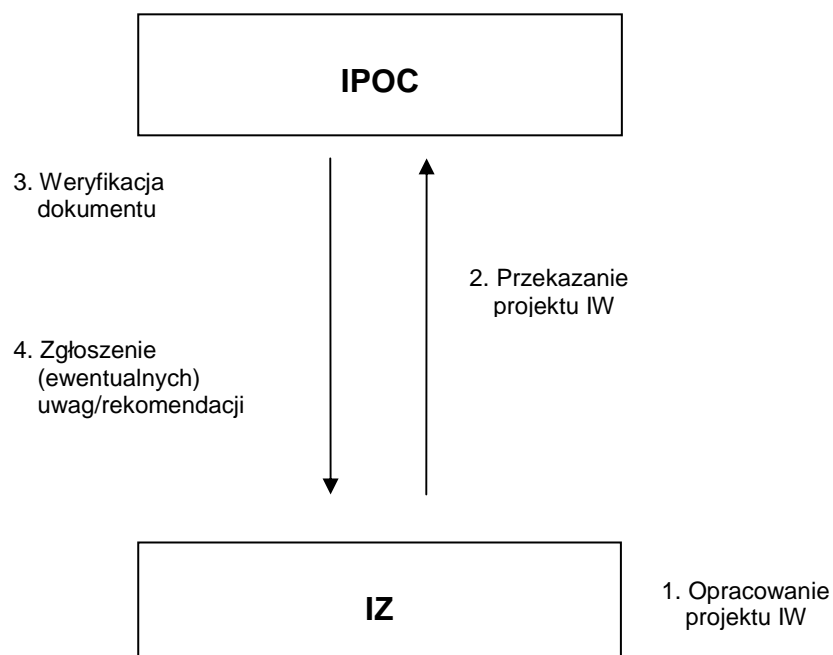 IPOC
3. Weryfikacja
dokumentu
2. Przekazanie
projektu IW
4. Zgłoszenie
(ewentualnych)
uwag/rekomendacji
IZ
1. Opracowanie
projektu IW